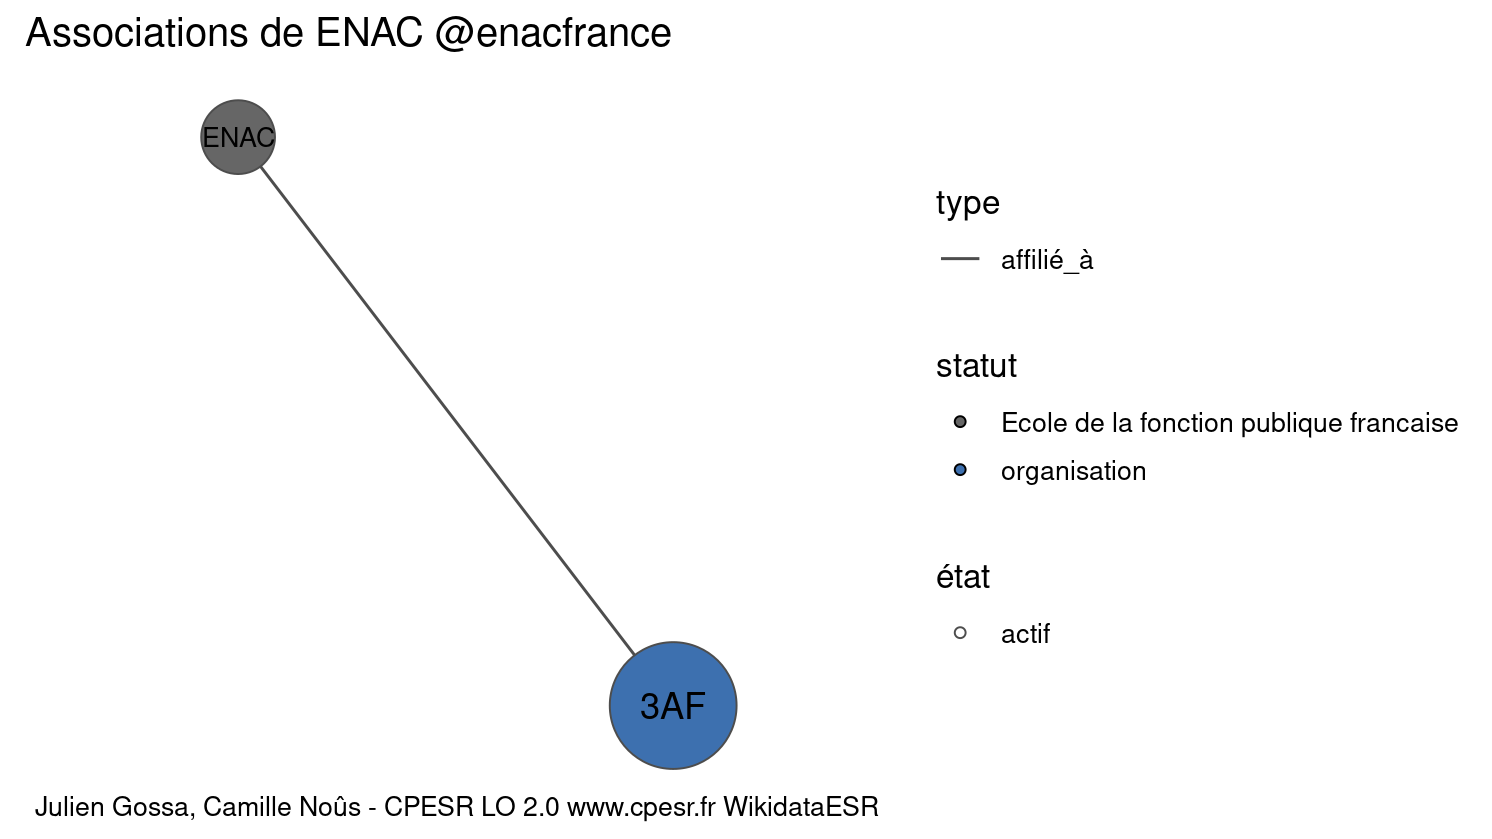 Associations de ENAC @enacfrance
ENAC
type
affilié_à
statut
Ecole de la fonction publique francaise
organisation
état
actif
3AF
Julien Gossa, Camille Noûs - CPESR LO 2.0 www.cpesr.fr WikidataESR